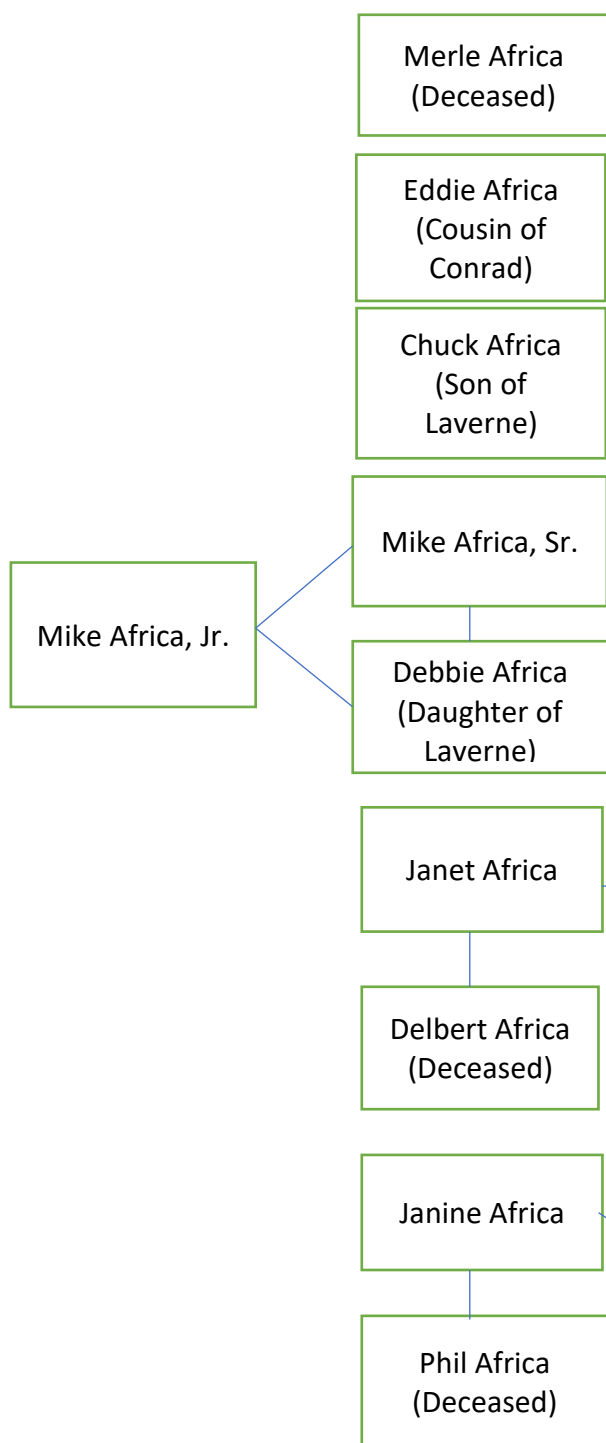 Merle Africa
(Deceased)
Eddie Africa
(Cousin of
Conrad)
Chuck Africa
(Son of
Laverne)
Mike Africa, Sr.
Mike Africa, Jr.
Debbie Africa
(Daughter of
Laverne)
Janet Africa
Delbert Africa
(Deceased)
Janine Africa
Phil Africa
(Deceased)